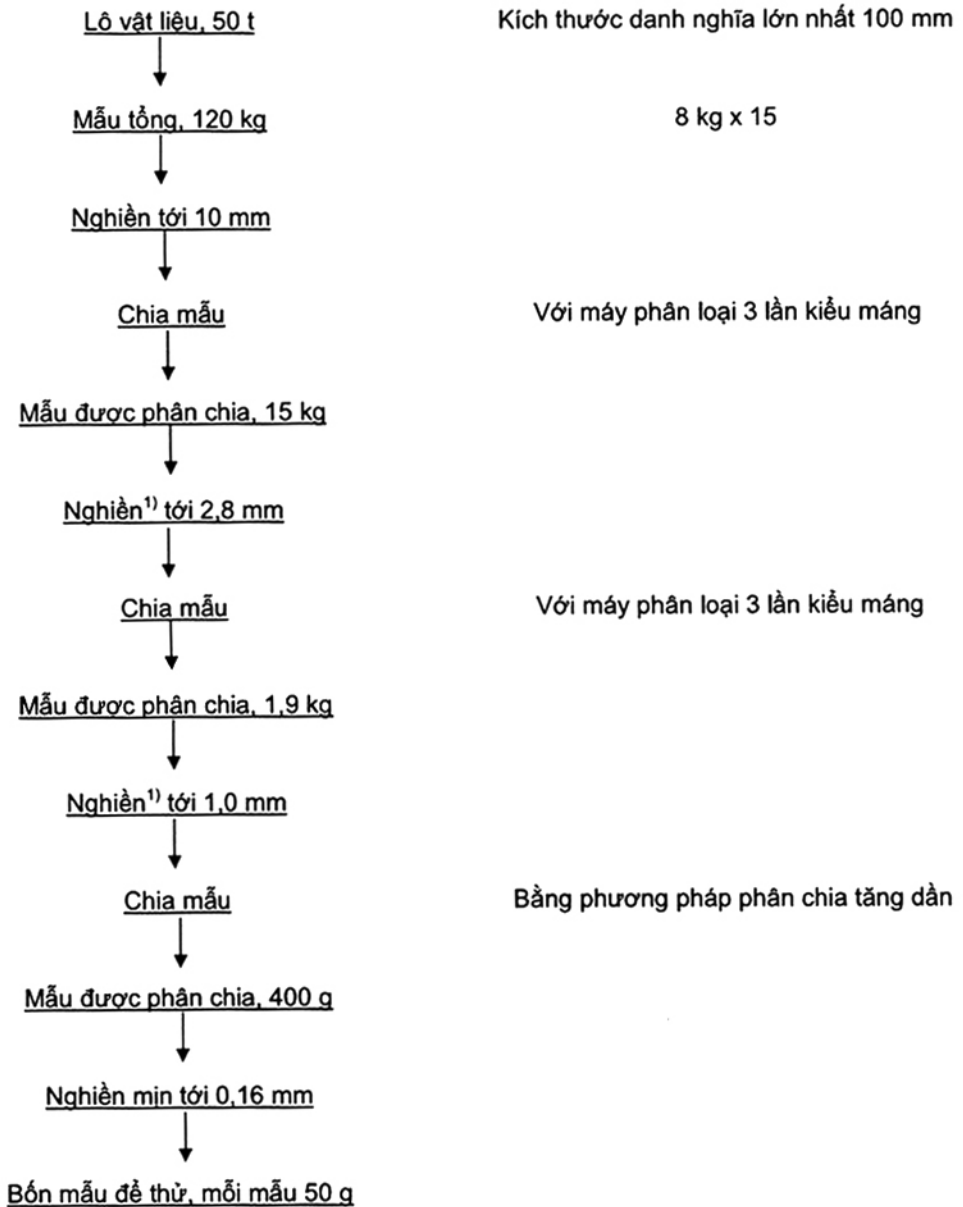 Lô vật liệu, 50 t Kích thước danh nghĩa lớn nhất 100 mm
Mẫu tổng, 120 kg 8 kg x 15
Nghiền tới 10 mm
Chia mẫu Với máy phân loại 3 lần kiểu máng
Mẫu được phân chia, 15 kg
Nghiền¹⁾ tới 2,8 mm
Chia mẫu Với máy phân loại 3 lần kiểu máng
Mẫu được phân chia, 1,9 kg
Nghiền¹⁾ tới 1,0 mm
Chia mẫu Bằng phương pháp phân chia tăng dần
Mẫu được phân chia, 400 g
Nghiền mịn tới 0,16 mm
Bốn mẫu để thử, mỗi mẫu 50 g